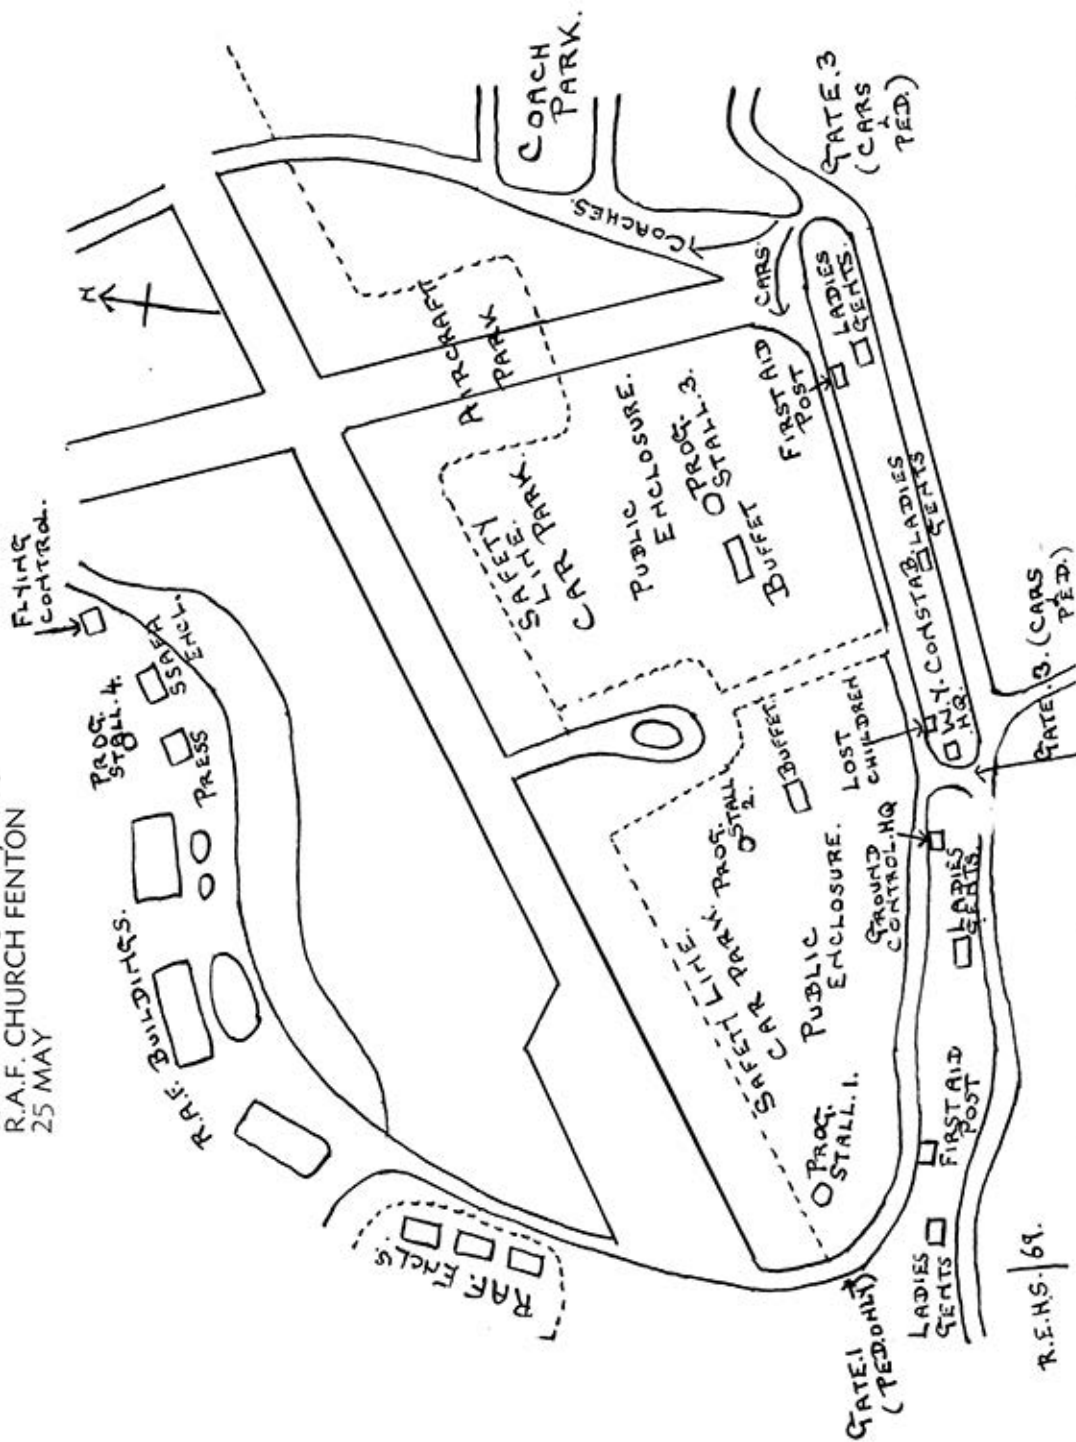 R.A.F. CHURCH FENTON
25 MAY
FLYING
CONTROL.
PROG.
STALL. 4.
SSAFA
ENCL.
PRESS
R.A.F. BUILDINGS.
R.A.F. ENCLS.
N
COACH
PARK.
COACHES.
CARS.
GATE. 3
(CARS
&
PED.)
AIRCRAFT
PARK
SAFETY
LINE.
CAR PARK.
PUBLIC
ENCLOSURE.
PROG.
STALL. 3.
BUFFET
FIRST AID
POST
LADIES
GENTS.
LADIES
GENTS
W.Y. CONSTAB
HQ.
LOST
CHILDREN
GATE. 3. (CARS
&
PED.)
SAFETY LINE.
CAR PARK.
PROG.
STALL
2.
BUFFET.
PUBLIC
ENCLOSURE.
GROUND
CONTROL. HQ
LADIES
GENTS.
PROG.
STALL. 1.
FIRST AID
POST
LADIES
GENTS
GATE. 1
(PED. ONLY)
R.E.H.S./69.